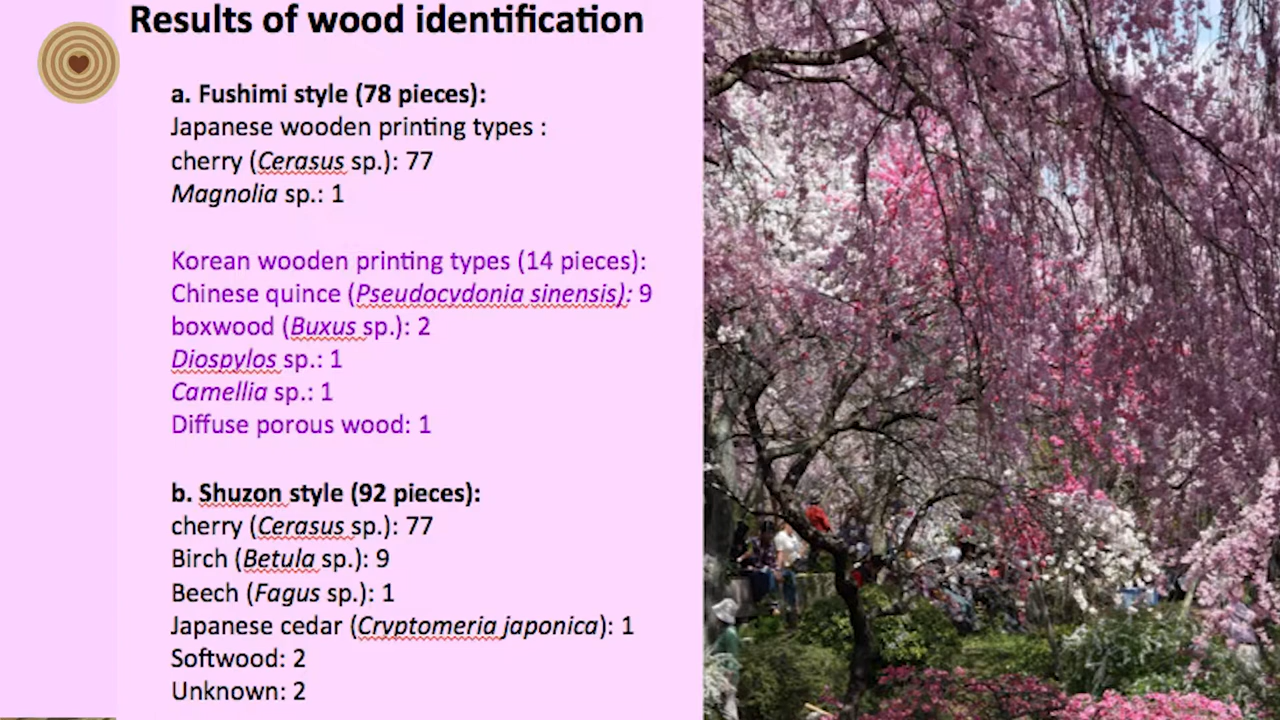 Results of wood identification
a. Fushimi style (78 pieces):
Japanese wooden printing types :
cherry (Cerasus sp.): 77
Magnolia sp.: 1
Korean wooden printing types (14 pieces):
Chinese quince (Pseudocydonia sinensis): 9
boxwood (Buxus sp.): 2
Diospylos sp.: 1
Camellia sp.: 1
Diffuse porous wood: 1
b. Shuzon style (92 pieces):
cherry (Cerasus sp.): 77
Birch (Betula sp.): 9
Beech (Fagus sp.): 1
Japanese cedar (Cryptomeria japonica): 1
Softwood: 2
Unknown: 2